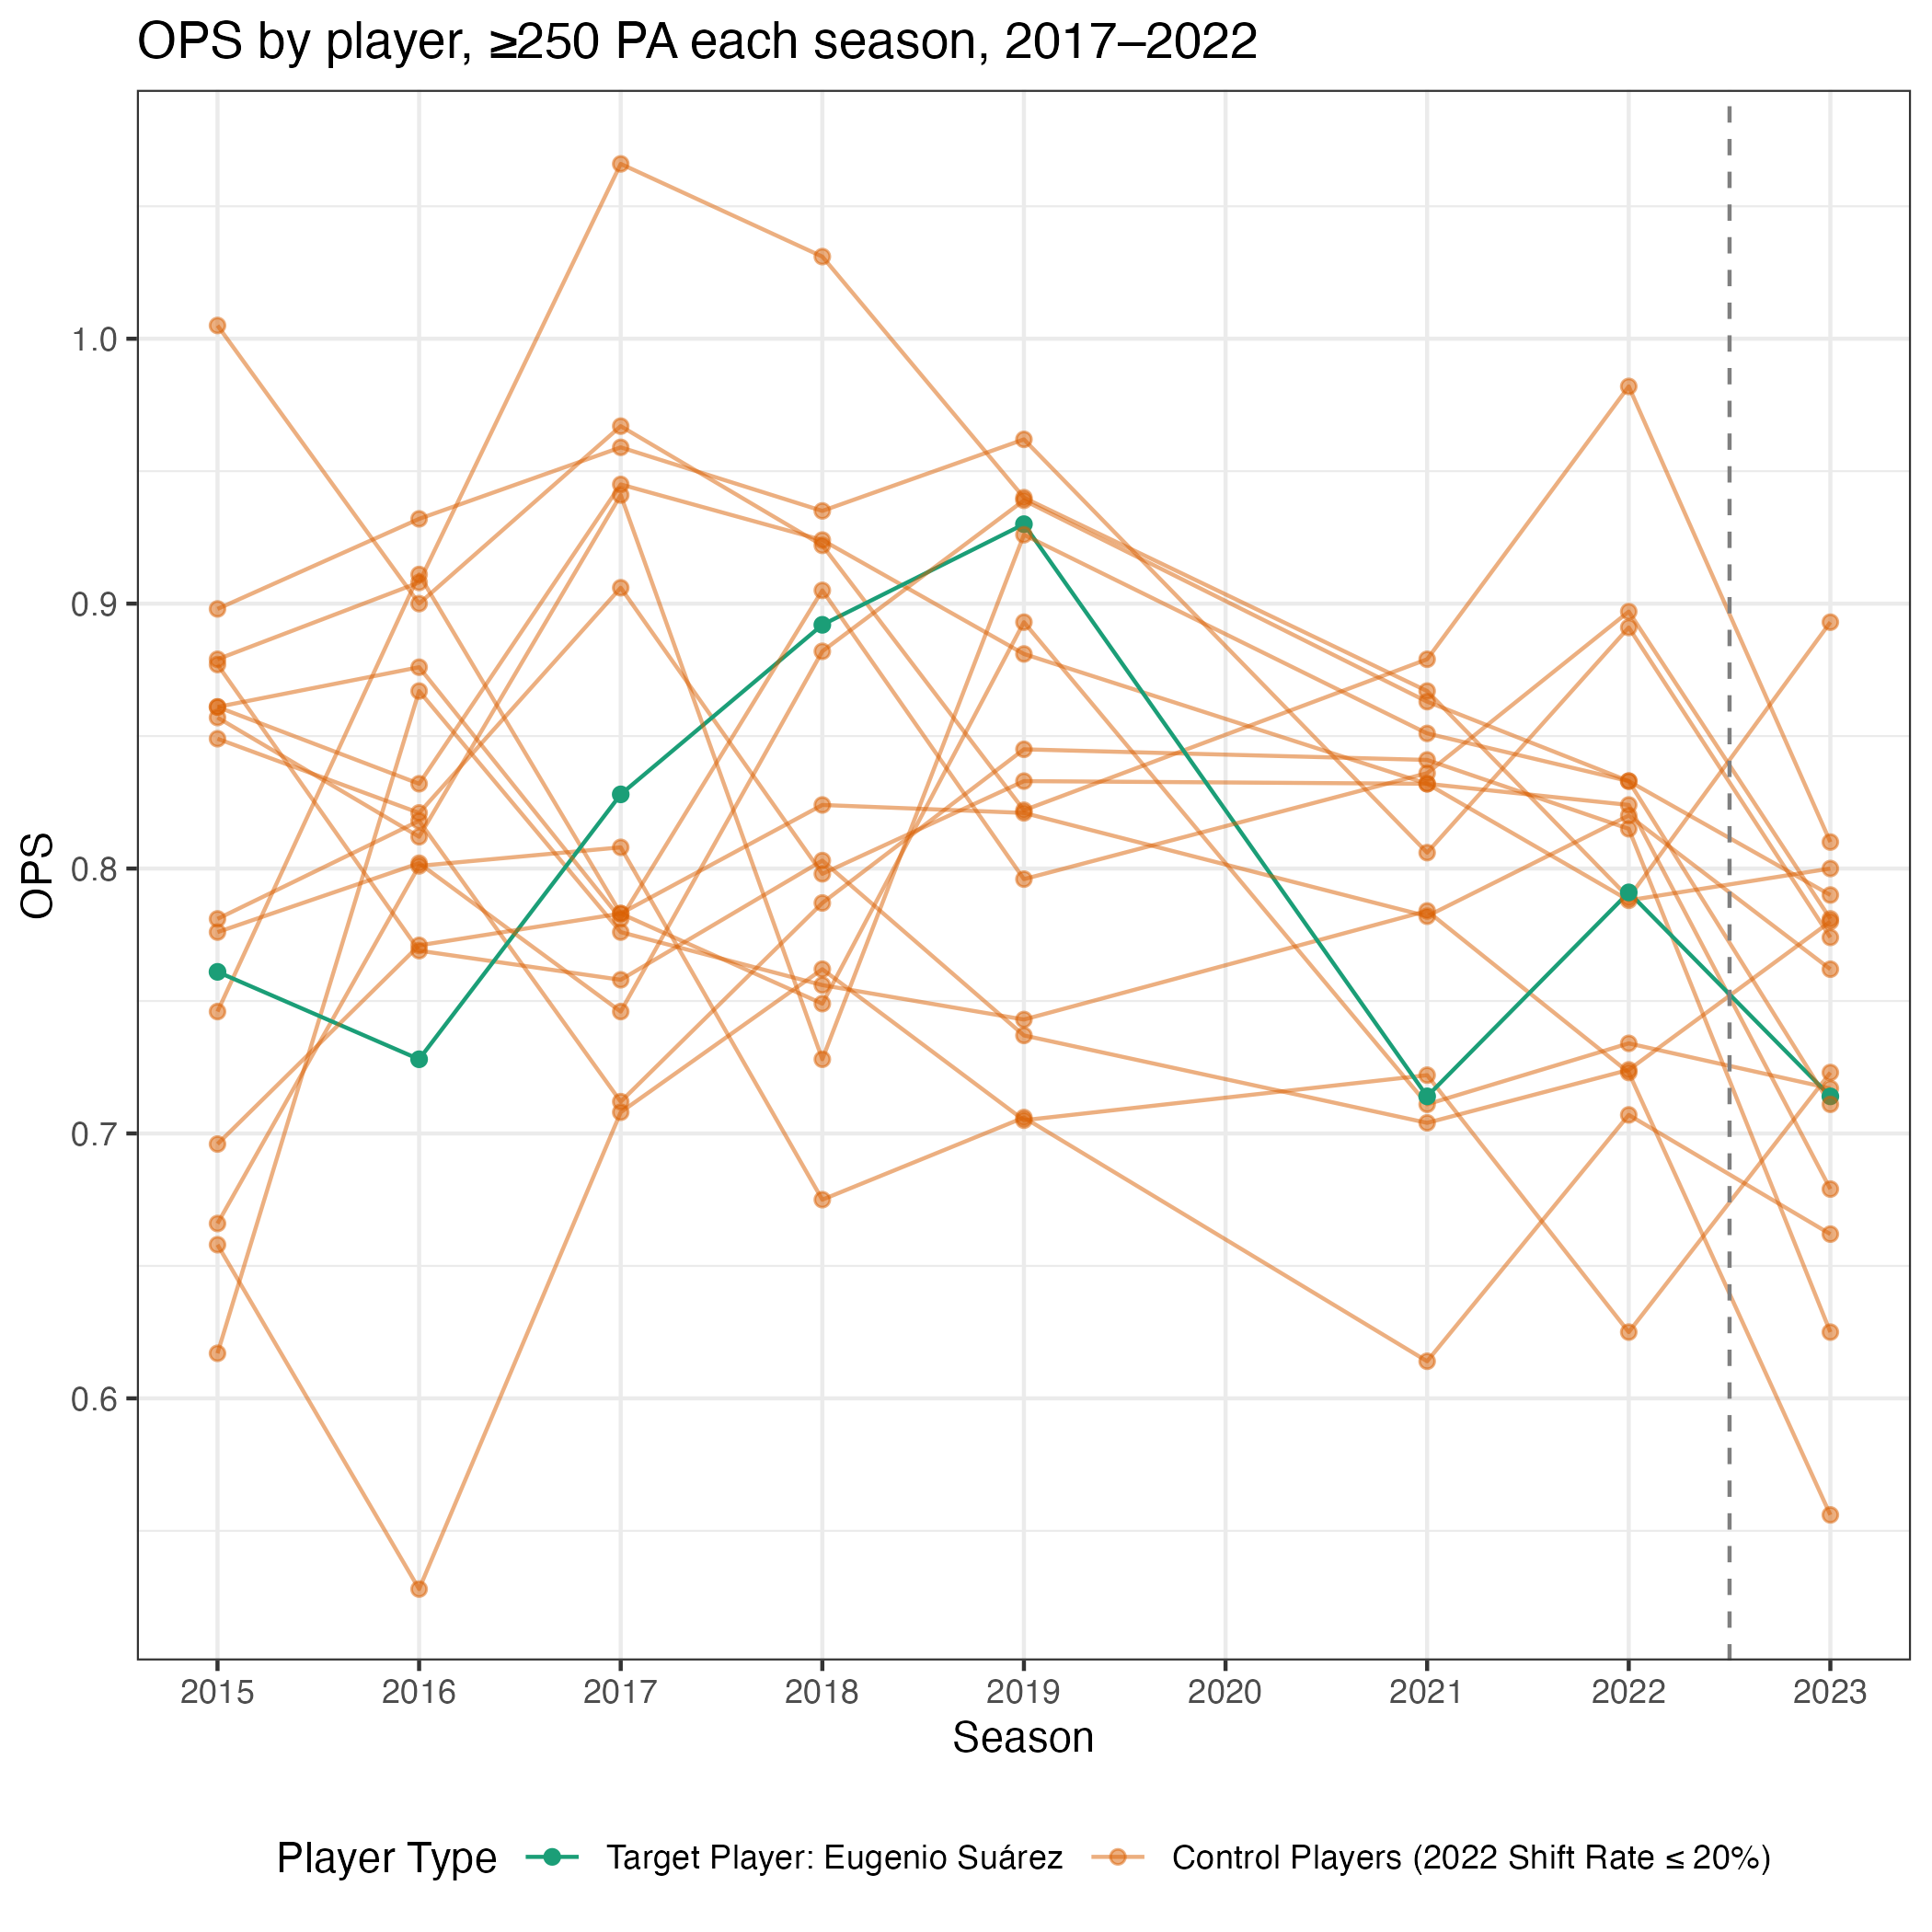 OPS by player, ≥250 PA each season, 2017–2022
OPS
1.0
0.9
0.8
0.7
0.6
2015 2016 2017 2018 2019 2020 2021 2022 2023
Season
Player Type Target Player: Eugenio Suárez Control Players (2022 Shift Rate ≤ 20%)